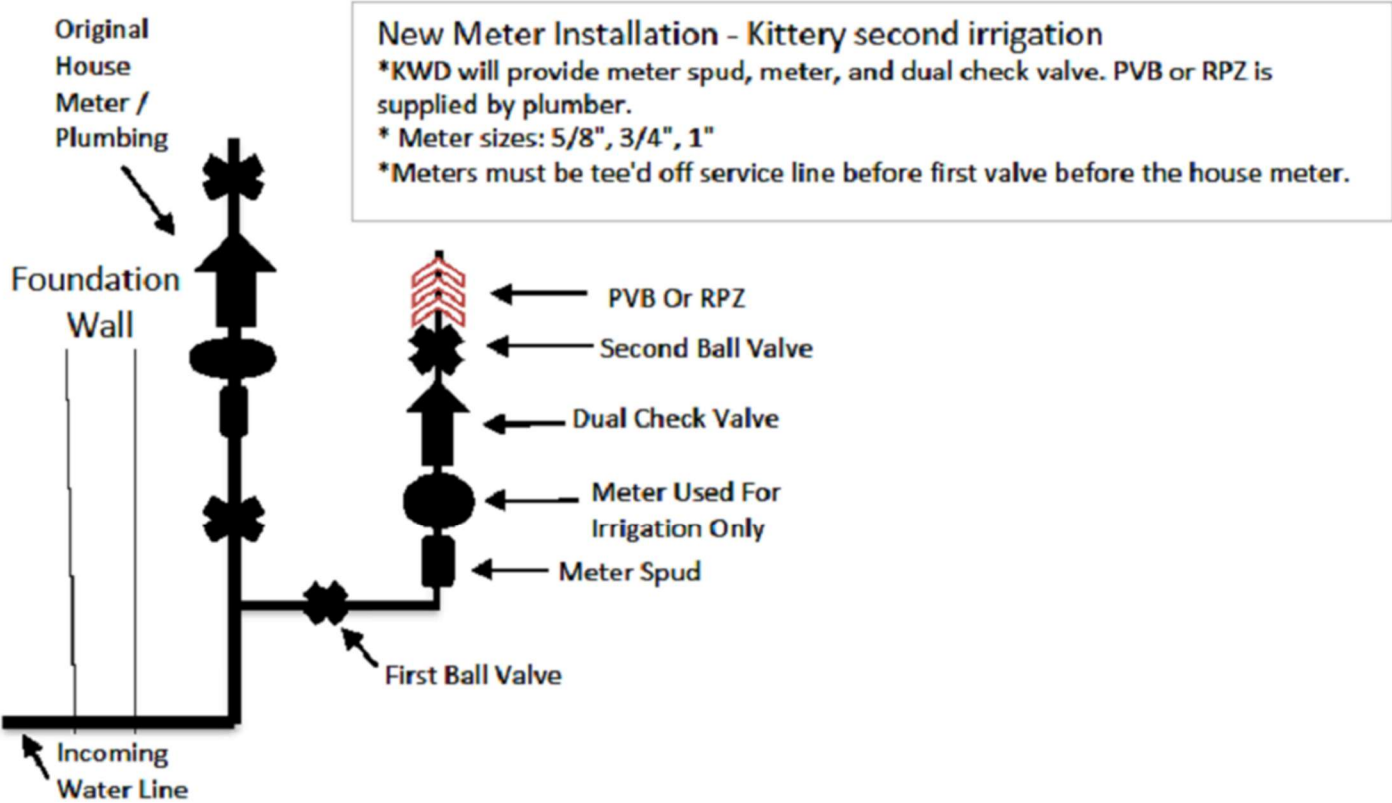 Original
House
Meter /
Plumbing
New Meter Installation - Kittery second irrigation
*KWD will provide meter spud, meter, and dual check valve. PVB or RPZ is
supplied by plumber.
* Meter sizes: 5/8", 3/4", 1"
*Meters must be tee'd off service line before first valve before the house meter.
Foundation
Wall
PVB Or RPZ
Second Ball Valve
Dual Check Valve
Meter Used For
Irrigation Only
Meter Spud
First Ball Valve
Incoming
Water Line